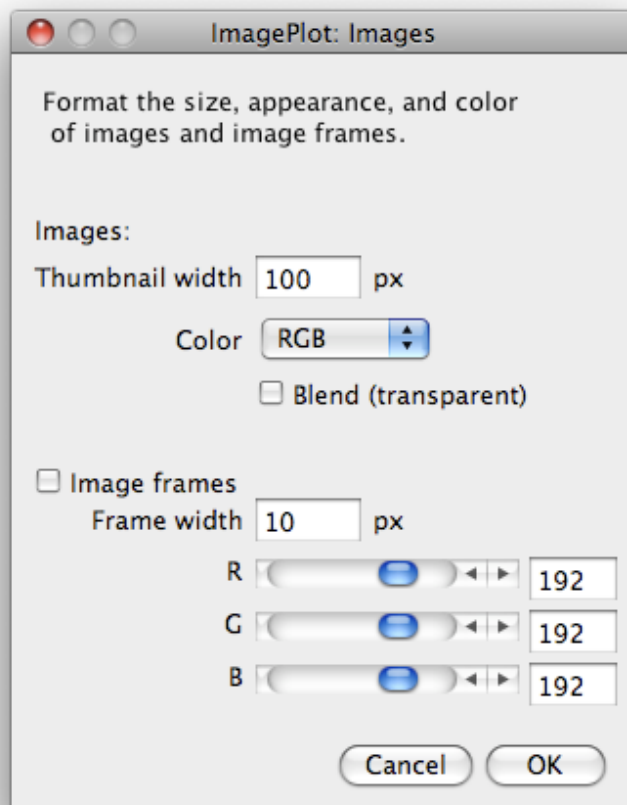 ImagePlot: Images
Format the size, appearance, and color
of images and image frames.
Images:
Thumbnail width 100 px
Color RGB
Blend (transparent)
Image frames
Frame width 10 px
R 192
G 192
B 192
Cancel OK